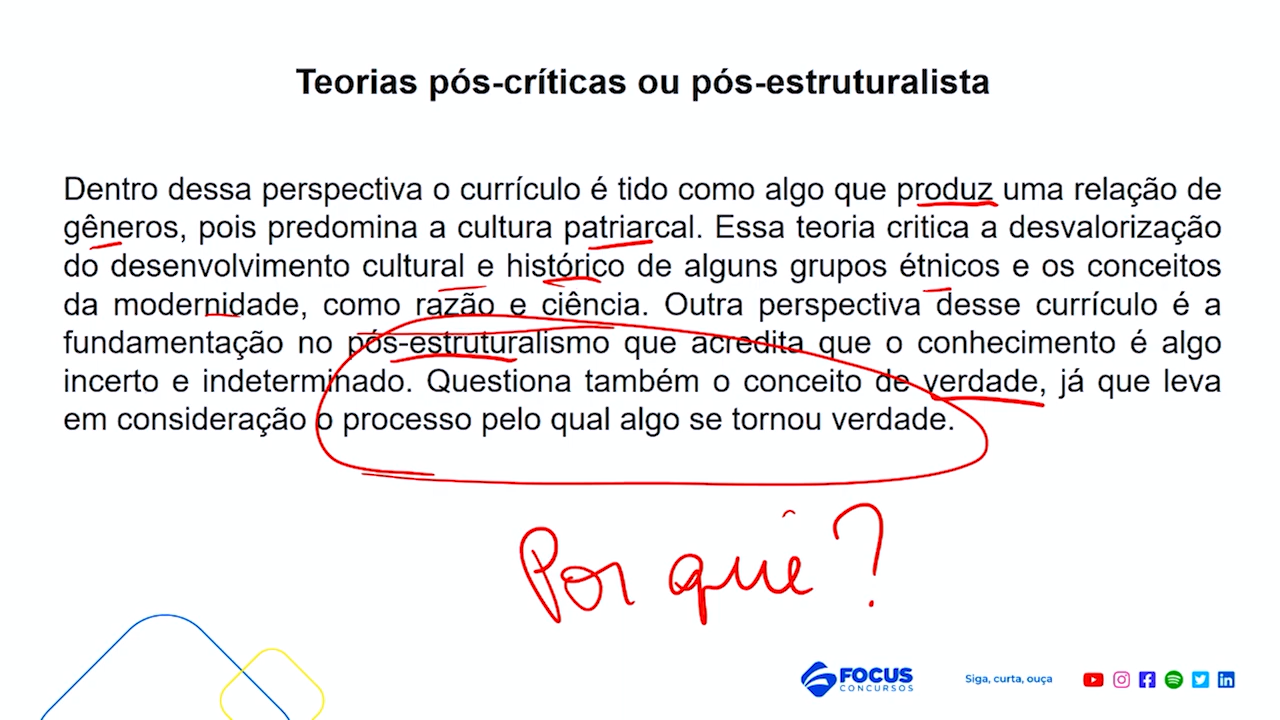 Teorias pós-críticas ou pós-estruturalista
Dentro dessa perspectiva o currículo é tido como algo que produz uma relação de
gêneros, pois predomina a cultura patriarcal. Essa teoria critica a desvalorização
do desenvolvimento cultural e histórico de alguns grupos étnicos e os conceitos
da modernidade, como razão e ciência. Outra perspectiva desse currículo é a
fundamentação no pós-estruturalismo que acredita que o conhecimento é algo
incerto e indeterminado. Questiona também o conceito de verdade, já que leva
em consideração o processo pelo qual algo se tornou verdade.
Por quê?
FOCUS
CONCURSOS
Siga, curta, ouça